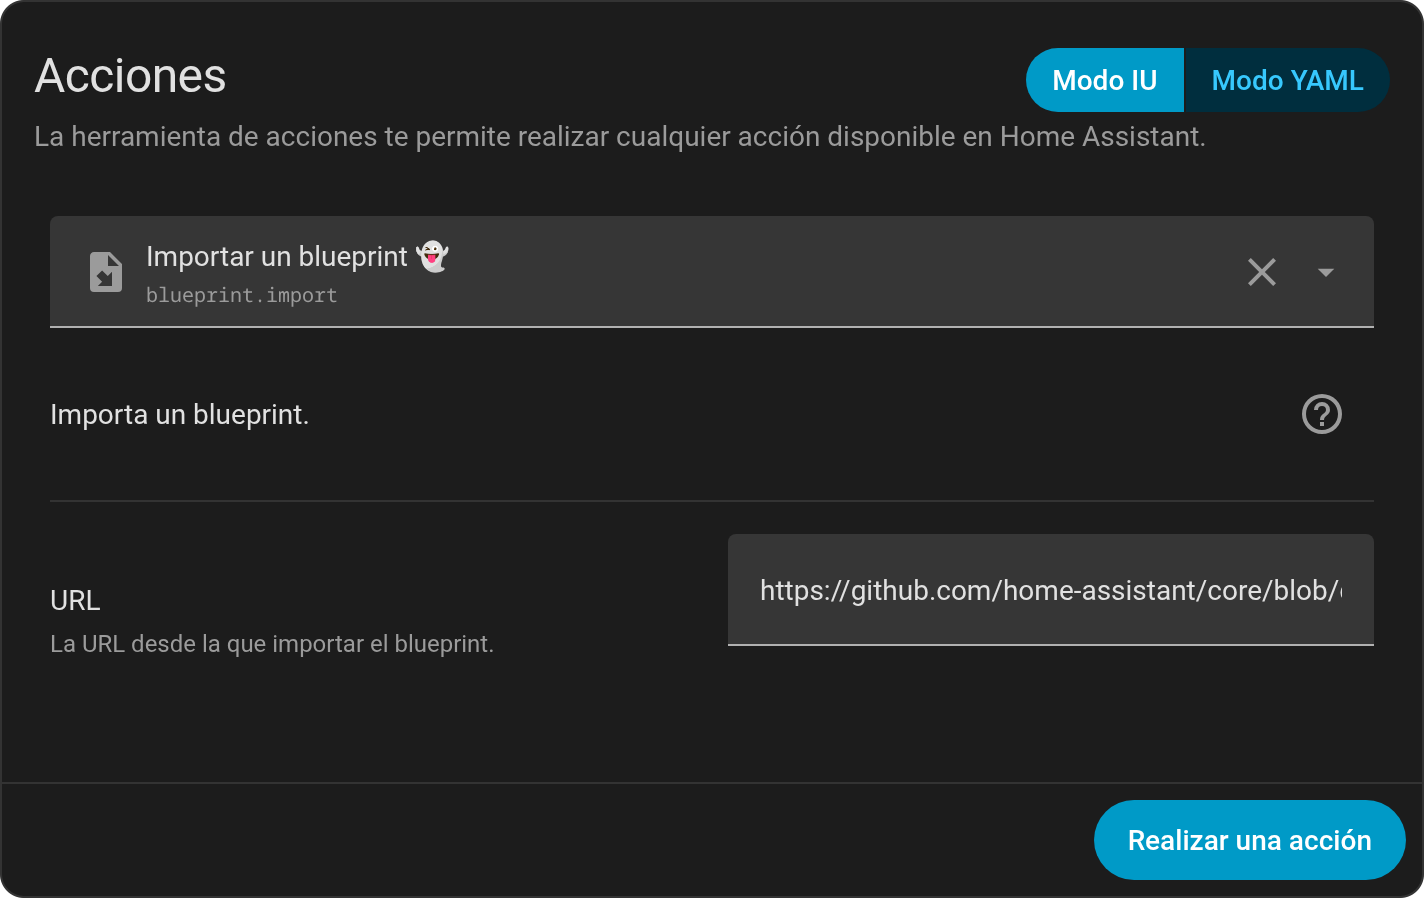 Acciones
Modo IU
Modo YAML
La herramienta de acciones te permite realizar cualquier acción disponible en Home Assistant.
Importar un blueprint 👻
blueprint.import
Importa un blueprint.
URL
La URL desde la que importar el blueprint.
https://github.com/home-assistant/core/blob/
Realizar una acción